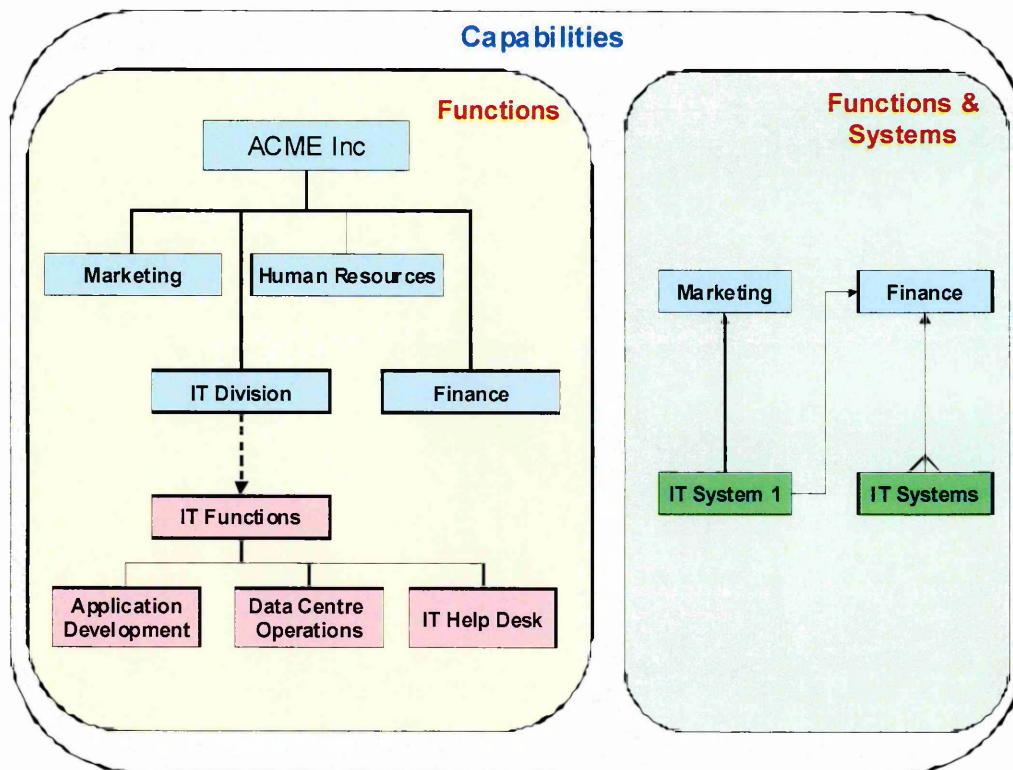 Capabilities
Functions
ACME Inc
Marketing
Human Resources
IT Division
Finance
IT Functions
Application
Development
Data Centre
Operations
IT Help Desk
Functions &
Systems
Marketing
Finance
IT System 1
IT Systems